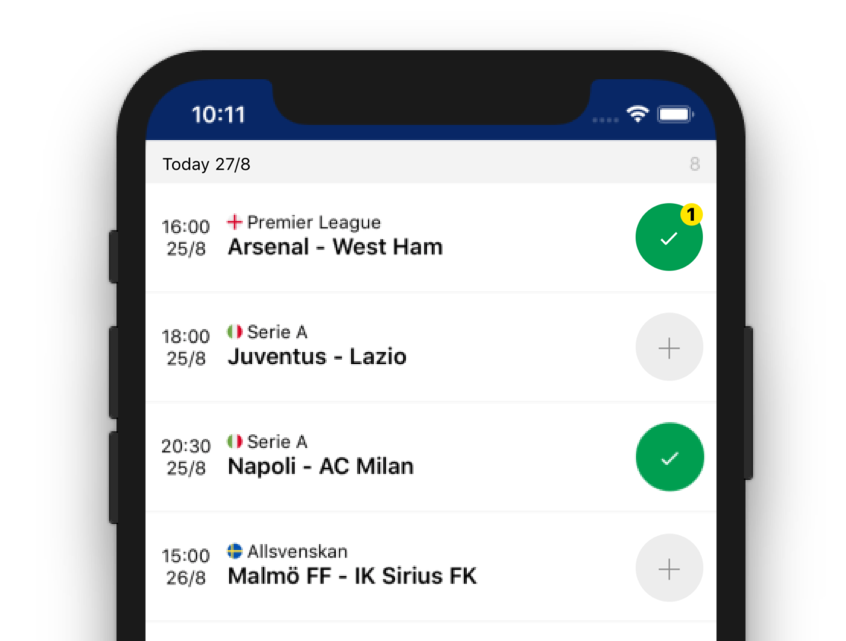 10:11
Today 27/8 8
16:00 Premier League 1
25/8 Arsenal - West Ham
18:00 Serie A
25/8 Juventus - Lazio
20:30 Serie A
25/8 Napoli - AC Milan
15:00 Allsvenskan
26/8 Malmö FF - IK Sirius FK